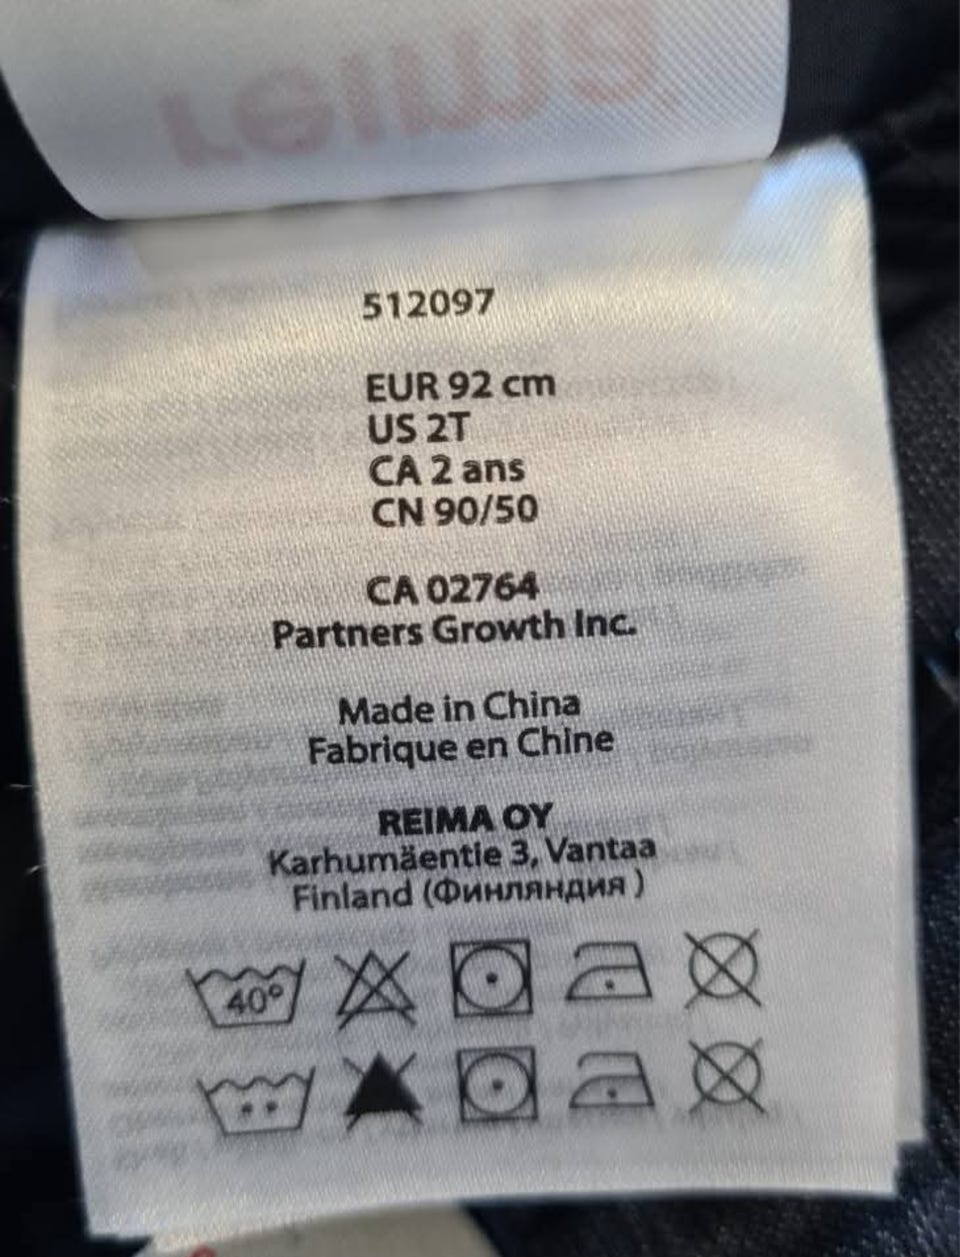 reima
512097
EUR 92 cm
US 2T
CA 2 ans
CN 90/50
CA 02764
Partners Growth Inc.
Made in China
Fabrique en Chine
REIMA OY
Karhumäentie 3, Vantaa
Finland (Финляндия )
40°